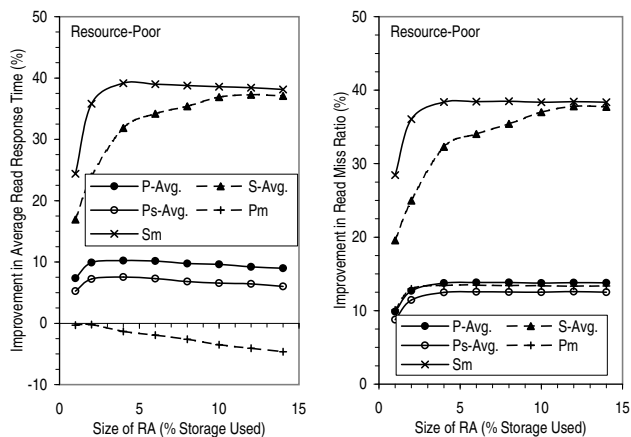 Resource-Poor
Improvement in Average Read Response Time (%)
50
40
30
20
10
0
-10
P-Avg.
S-Avg.
Ps-Avg.
Pm
Sm
0
5
10
15
Size of RA (% Storage Used)
Resource-Poor
Improvement in Read Miss Ratio (%)
50
40
30
20
10
0
P-Avg.
S-Avg.
Ps-Avg.
Pm
Sm
0
5
10
15
Size of RA (% Storage Used)